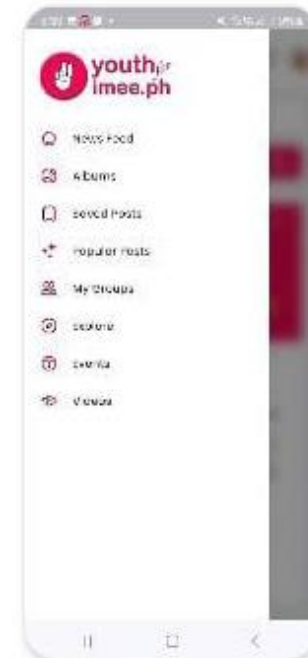 youth for
imee.ph
News Feed
Albums
Saved Posts
Popular Posts
My Groups
Explore
Events
Videos